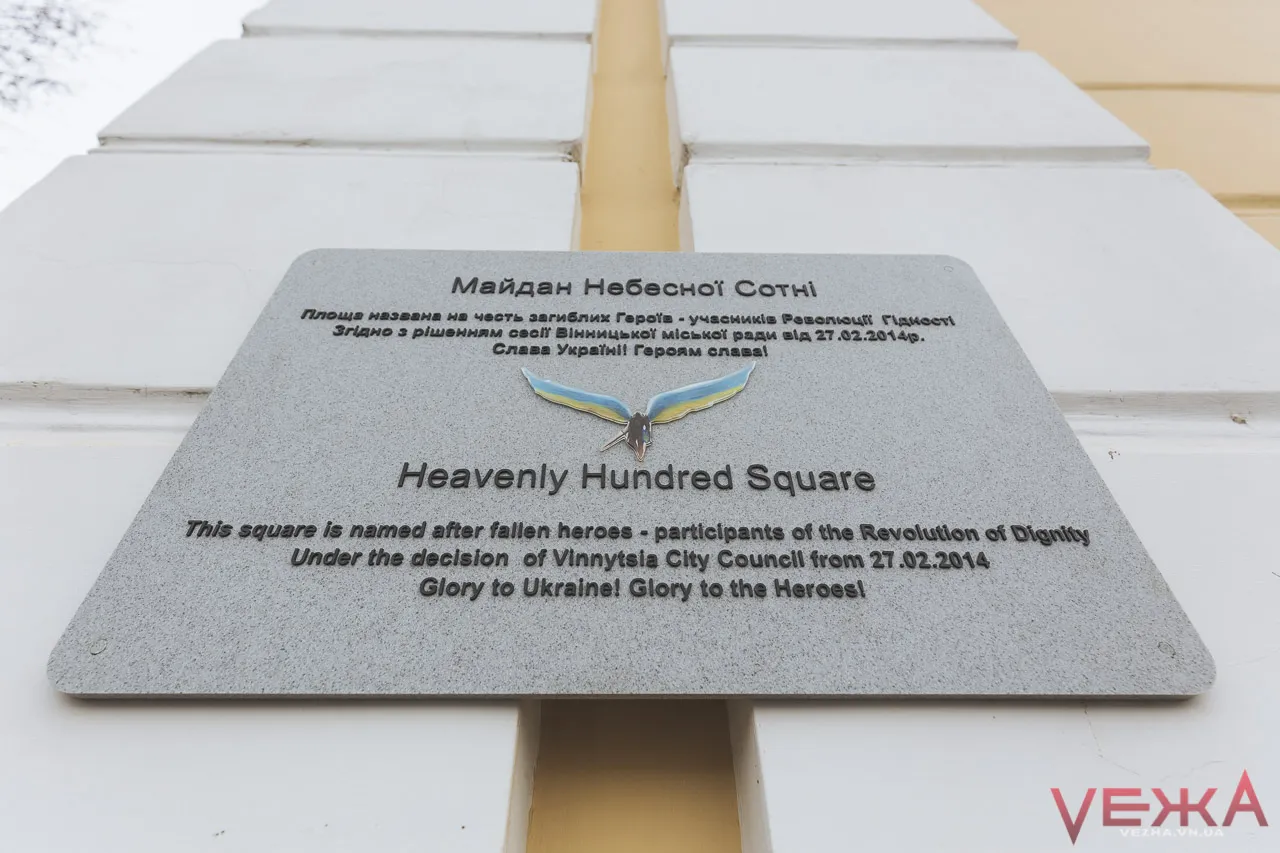 Майдан Небесної Сотні
Площа названа на честь загиблих Героїв - учасників Революції Гідності
Згідно з рішенням сесії Вінницької міської ради від 27.02.2014р.
Слава Україні! Героям слава!
Heavenly Hundred Square
This square is named after fallen heroes - participants of the Revolution of Dignity
Under the decision of Vinnytsia City Council from 27.02.2014
Glory to Ukraine! Glory to the Heroes!
VЕЖА
VEZHA.VN.UA